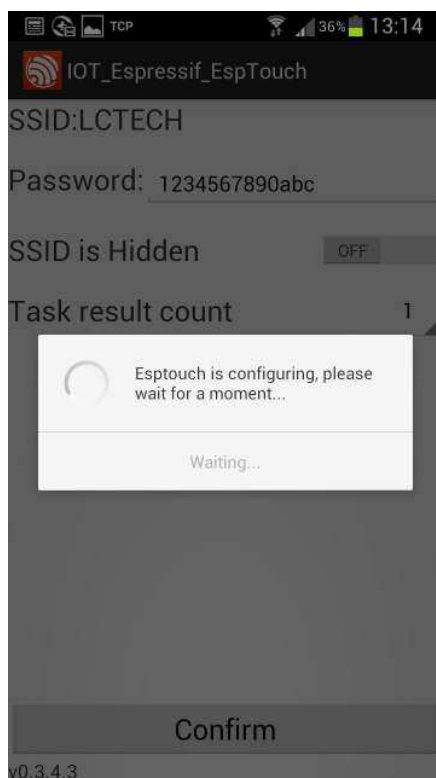 TCP 36% 13:14
IOT_Espressif_EspTouch
SSID:LCTECH
Password: 1234567890abc
SSID is Hidden OFF
Task result count 1
Esptouch is configuring, please
wait for a moment...
Waiting...
Confirm
v0.3.4.3